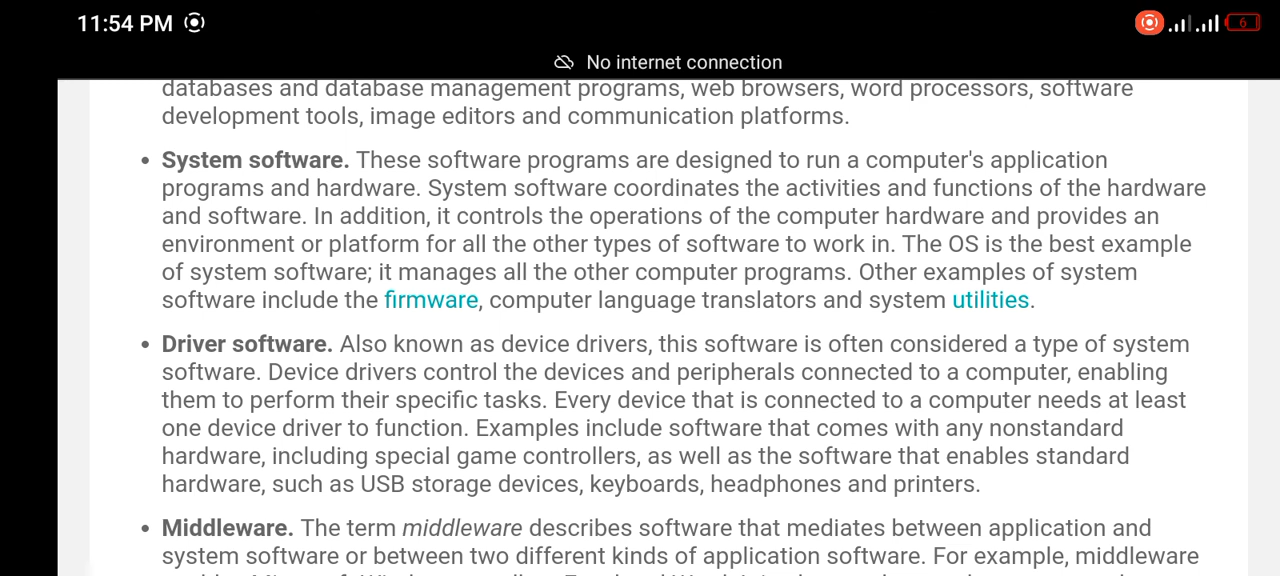 11:54 PM
6
No internet connection
databases and database management programs, web browsers, word processors, software
development tools, image editors and communication platforms.
• System software. These software programs are designed to run a computer's application
programs and hardware. System software coordinates the activities and functions of the hardware
and software. In addition, it controls the operations of the computer hardware and provides an
environment or platform for all the other types of software to work in. The OS is the best example
of system software; it manages all the other computer programs. Other examples of system
software include the firmware, computer language translators and system utilities.
• Driver software. Also known as device drivers, this software is often considered a type of system
software. Device drivers control the devices and peripherals connected to a computer, enabling
them to perform their specific tasks. Every device that is connected to a computer needs at least
one device driver to function. Examples include software that comes with any nonstandard
hardware, including special game controllers, as well as the software that enables standard
hardware, such as USB storage devices, keyboards, headphones and printers.
• Middleware. The term middleware describes software that mediates between application and
system software or between two different kinds of application software. For example, middleware